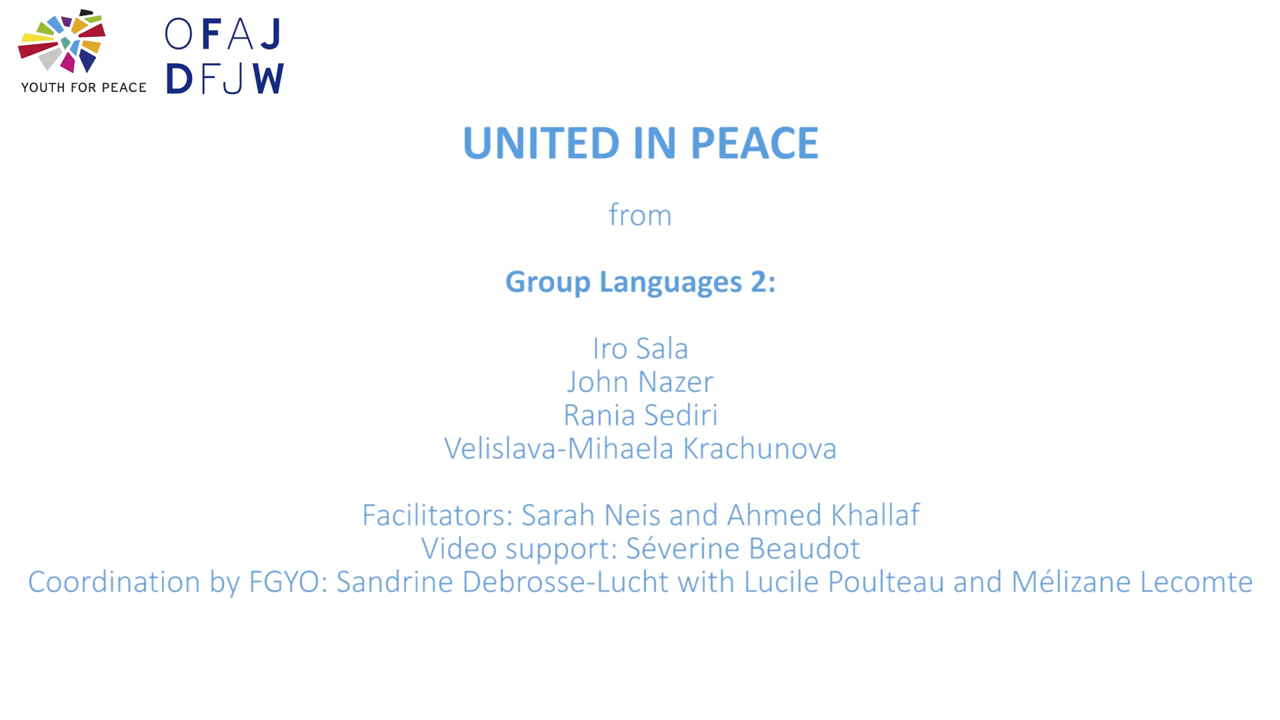 YOUTH FOR PEACE
OFAJ
DFJW
UNITED IN PEACE
from
Group Languages 2:
Iro Sala
John Nazer
Rania Sediri
Velislava-Mihaela Krachunova
Facilitators: Sarah Neis and Ahmed Khallaf
Video support: Séverine Beaudot
Coordination by FGYO: Sandrine Debrosse-Lucht with Lucile Poulteau and Mélizane Lecomte